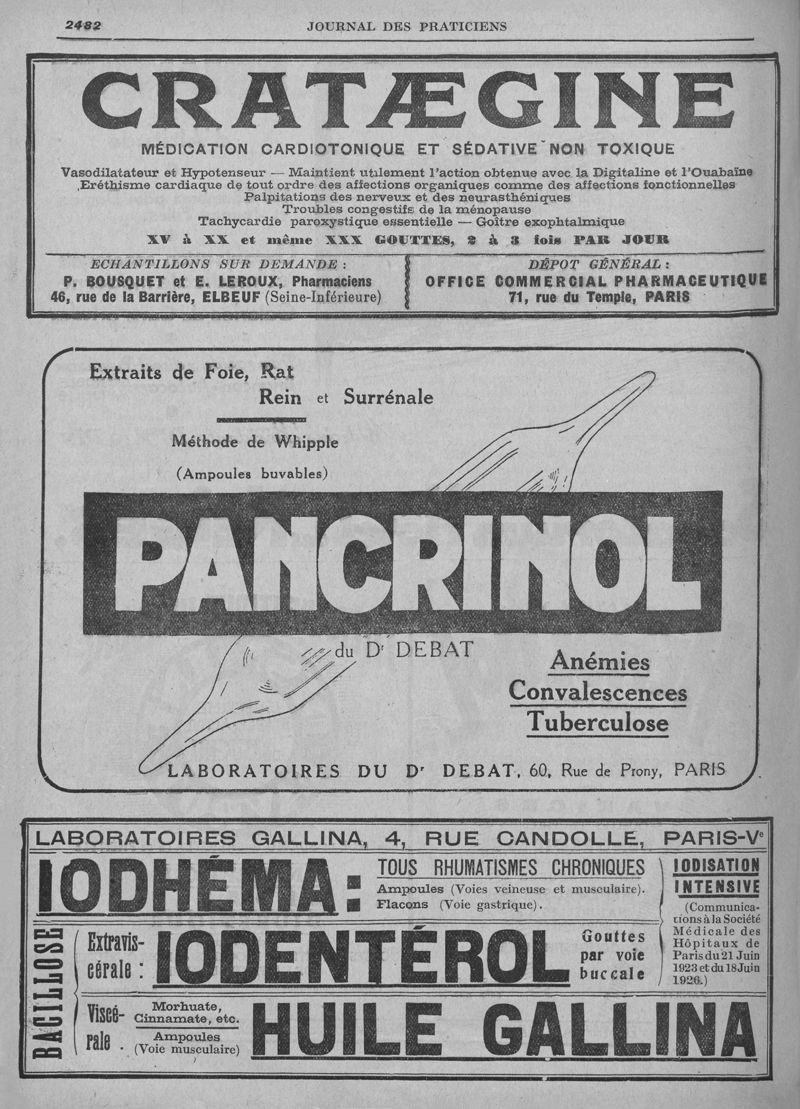 2482
JOURNAL DES PRATICIENS
CRATÆGINE
MÉDICATION CARDIOTONIQUE ET SÉDATIVE NON TOXIQUE
Vasodilatateur et Hypotenseur — Maintient utilement l'action obtenue avec la Digitaline et l'Ouabaïne
Eréthisme cardiaque de tout ordre des affections organiques comme des affections fonctionnelles
Palpitations des nerveux et des neurasthéniques
Troubles congestifs de la ménopause
Tachycardie paroxystique essentielle — Goître exophtalmique
XV à XX et même XXX GOUTTES, 2 à 3 fois PAR JOUR
ECHANTILLONS SUR DEMANDE :
P. BOUSQUET et E. LEROUX, Pharmaciens
46, rue de la Barrière, ELBEUF (Seine-Inférieure)
DÉPOT GÉNÉRAL :
OFFICE COMMERCIAL PHARMACEUTIQUE
71, rue du Temple, PARIS
Extraits de Foie, Rat
Rein et Surrénale
Méthode de Whipple
(Ampoules buvables)
PANCRINOL
du Dr DEBAT
Anémies
Convalescences
Tuberculose
LABORATOIRES DU Dr DEBAT, 60, Rue de Prony, PARIS
LABORATOIRES GALLINA, 4, RUE CANDOLLE, PARIS-Ve
IODHÉMA :
TOUS RHUMATISMES CHRONIQUES
Ampoules (Voies veineuse et musculaire).
Flacons (Voie gastrique).
IODISATION
INTENSIVE
(Communica-
tions à la Société
Médicale des
Hôpitaux de
Paris du 21 Juin
1923 et du 18 Juin
1926.)
BACILLOSE
Extravis-
cérale :
IODENTÉROL
Gouttes
par voie
buccale
Viscé-
rale .
Morhuate,
Cinnamate, etc.
Ampoules
(Voie musculaire)
HUILE GALLINA